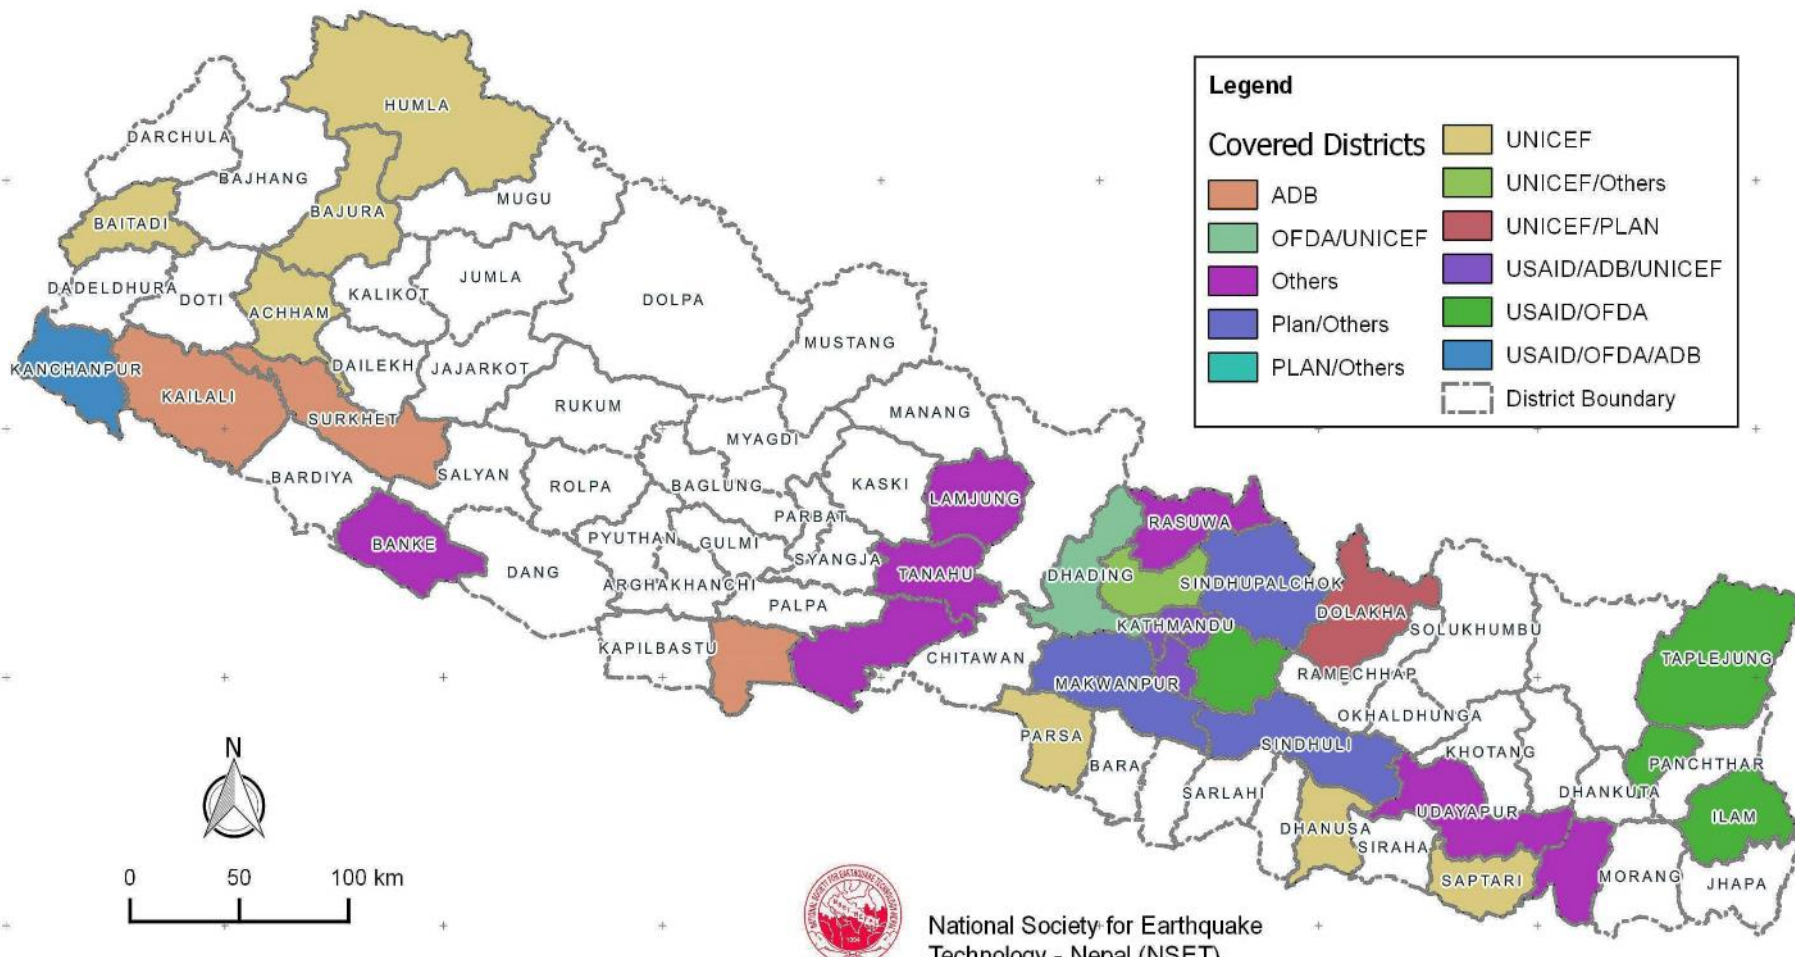 HUMLA
DARCHULA
BAJHANG
MUGU
BAJURA
BAITADI
JUMLA
DADELDHURA
DOTI
KALIKOT
DOLPA
ACHHAM
MUSTANG
KANCHANPUR
DAILEKH
JAJARKOT
KAILALI
RUKUM
SURKHET
MANANG
MYAGDI
BARDIYA
SALYAN
ROLPA
BAGLUNG
KASKI
LAMJUNG
PARBAT
RASUWA
BANKE
PYUTHAN
GULMI
SYANGJA
DANG
TANAHU
DHADING
SINDHUPALCHOK
ARGHAKHANCHI
PALPA
DOLAKHA
KATHMANDU
SOLUKHUMBU
KAPILBASTU
CHITAWAN
TAPLEJUNG
RAMECHHAP
MAKWANPUR
OKHALDHUNGA
PARSA
SINDHULI
KHOTANG
BARA
PANCHTHAR
SARLAHI
DHANKUTA
UDAYAPUR
ILAM
DHANUSA
SIRAHA
SAPTARI
MORANG
JHAPA
Legend
Covered Districts
ADB
OFDA/UNICEF
Others
Plan/Others
PLAN/Others
UNICEF
UNICEF/Others
UNICEF/PLAN
USAID/ADB/UNICEF
USAID/OFDA
USAID/OFDA/ADB
District Boundary
N
0 50 100 km
National Society for Earthquake
Technology - Nepal (NSET)